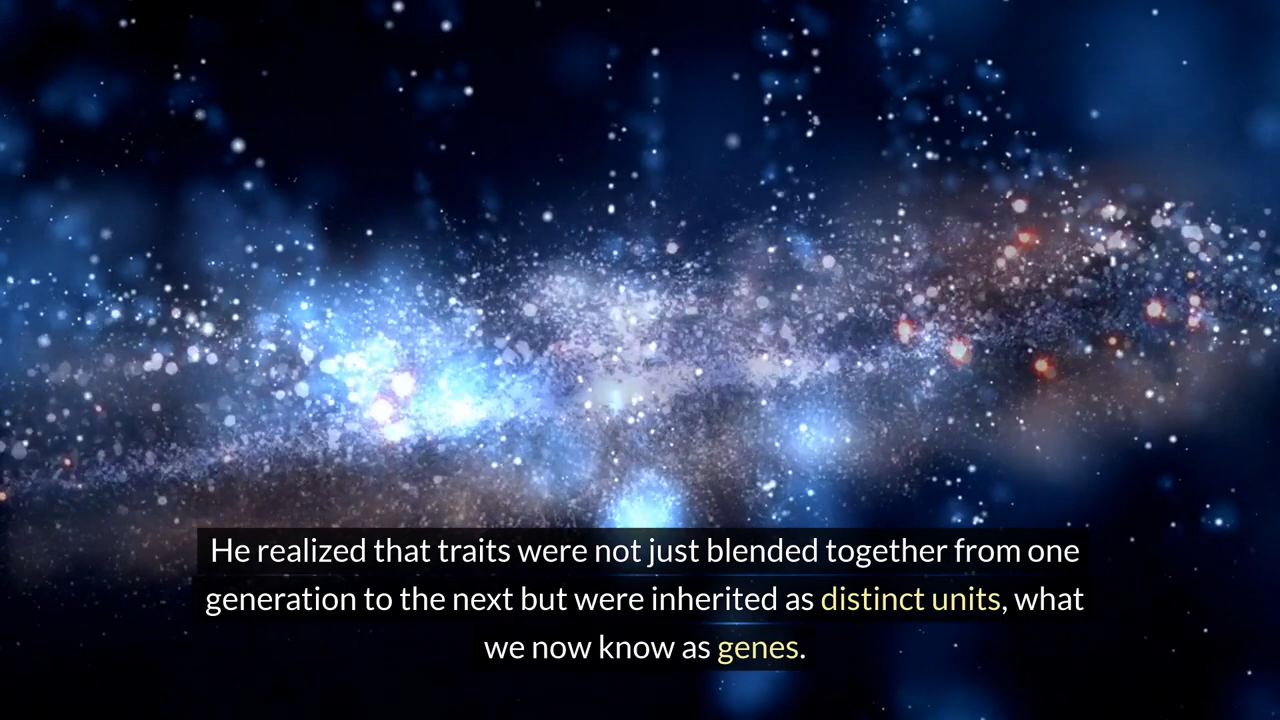 He realized that traits were not just blended together from one
generation to the next but were inherited as distinct units, what
we now know as genes.